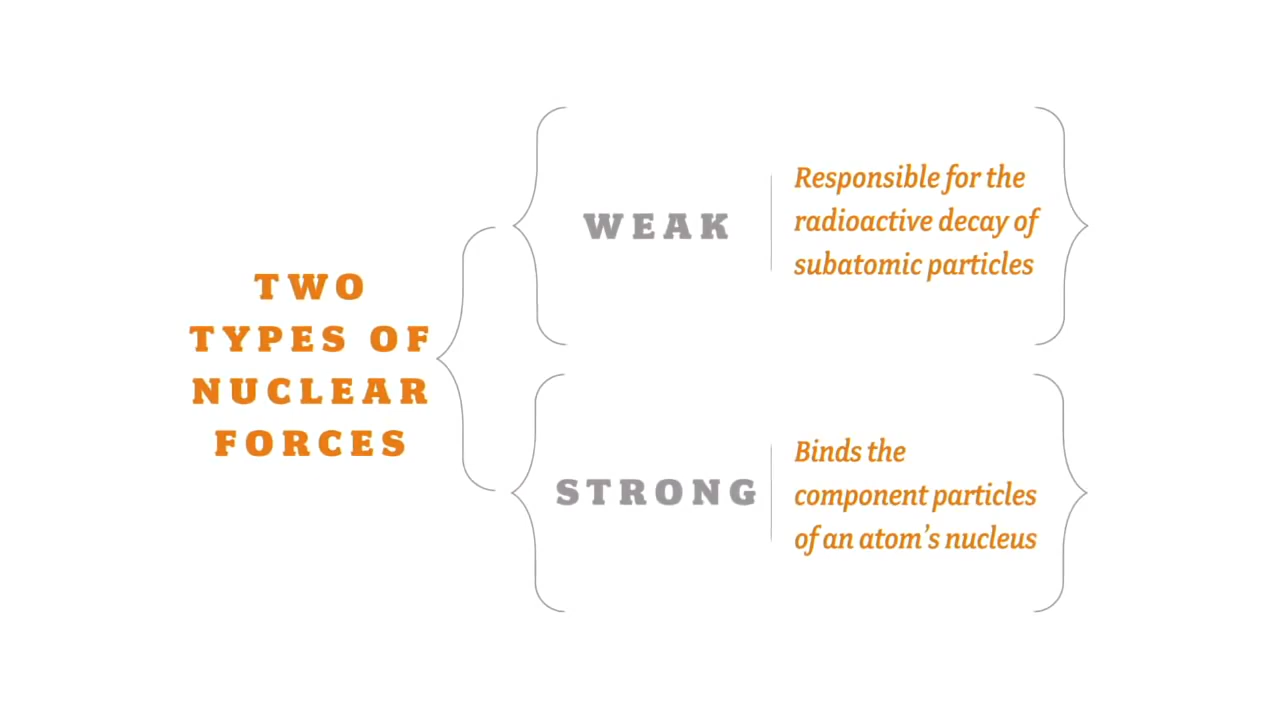 TWO
TYPES OF
NUCLEAR
FORCES
WEAK
Responsible for the
radioactive decay of
subatomic particles
STRONG
Binds the
component particles
of an atom’s nucleus